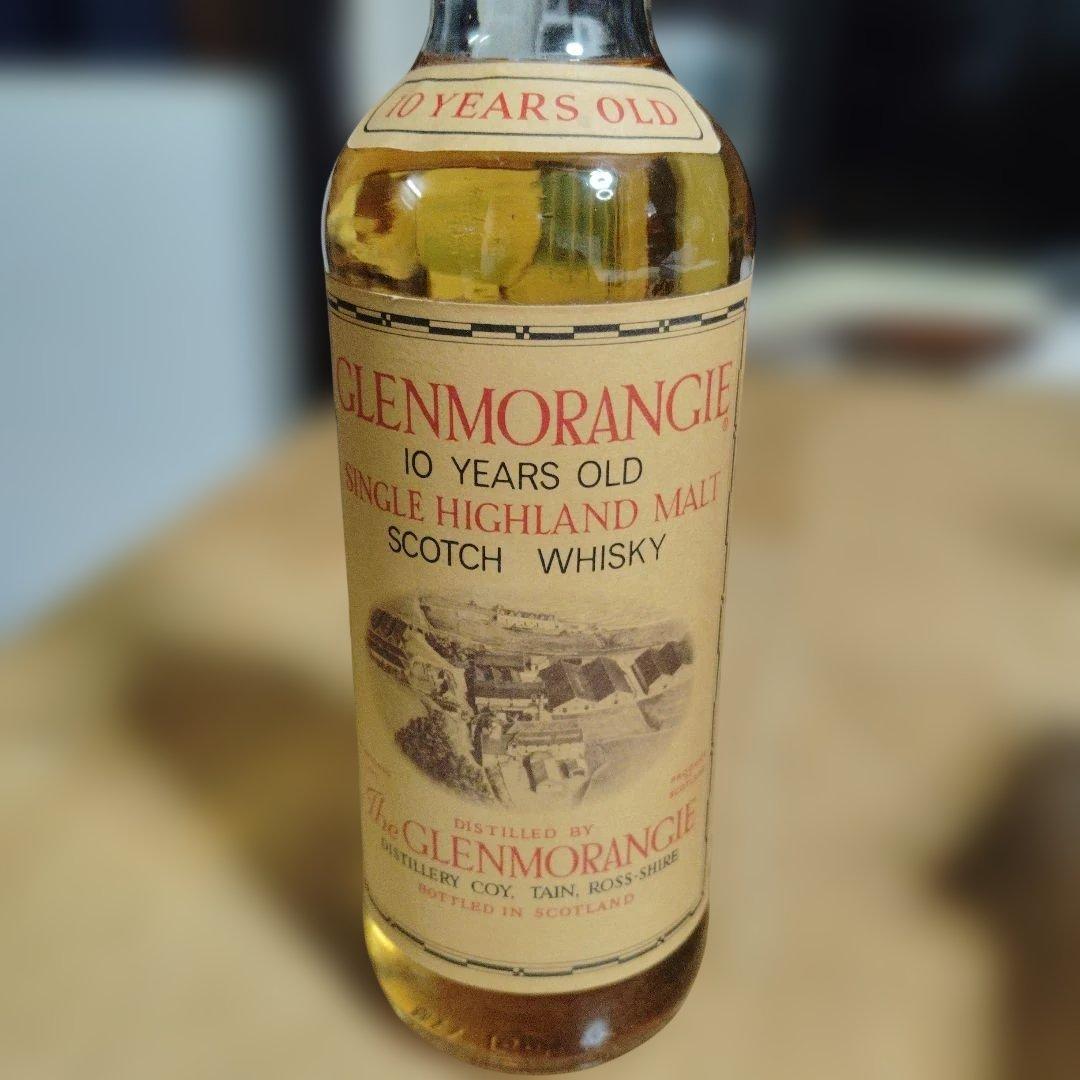 10 YEARS OLD
GLENMORANGIE®
10 YEARS OLD
SINGLE HIGHLAND MALT
SCOTCH WHISKY
DISTILLED BY
The GLENMORANGIE
DISTILLERY COY, TAIN, ROSS-SHIRE
BOTTLED IN SCOTLAND